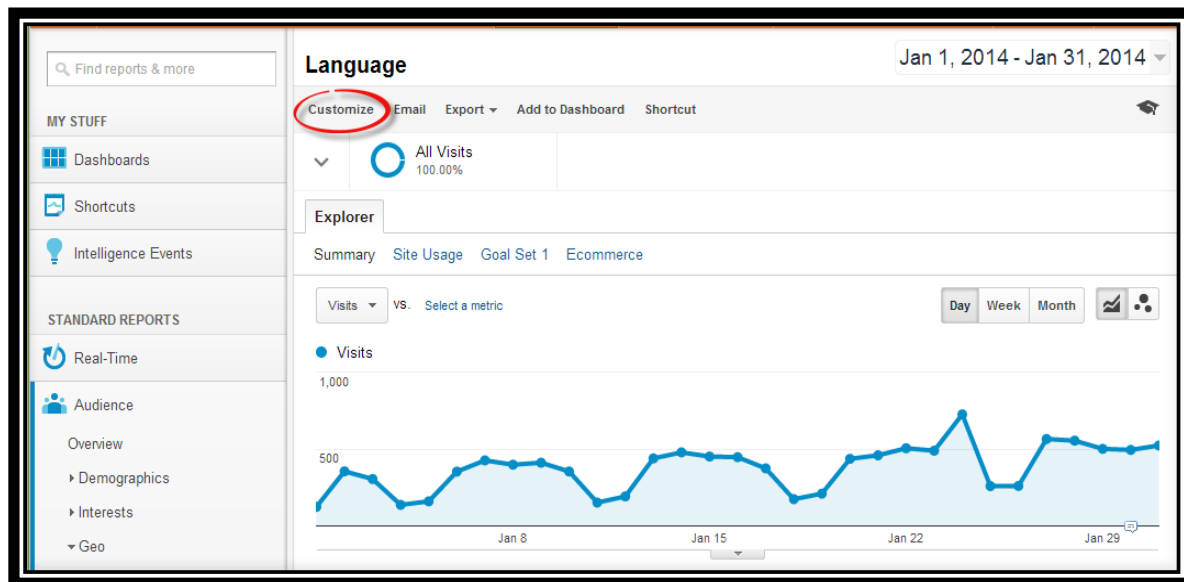 Find reports & more
MY STUFF
Dashboards
Shortcuts
Intelligence Events
STANDARD REPORTS
Real-Time
Audience
Overview
Demographics
Interests
Geo
Language
Jan 1, 2014 - Jan 31, 2014
Customize Email Export Add to Dashboard Shortcut
All Visits
100.00%
Explorer
Summary Site Usage Goal Set 1 Ecommerce
Visits VS. Select a metric
Day Week Month
Visits
1,000
500
Jan 8 Jan 15 Jan 22 Jan 29